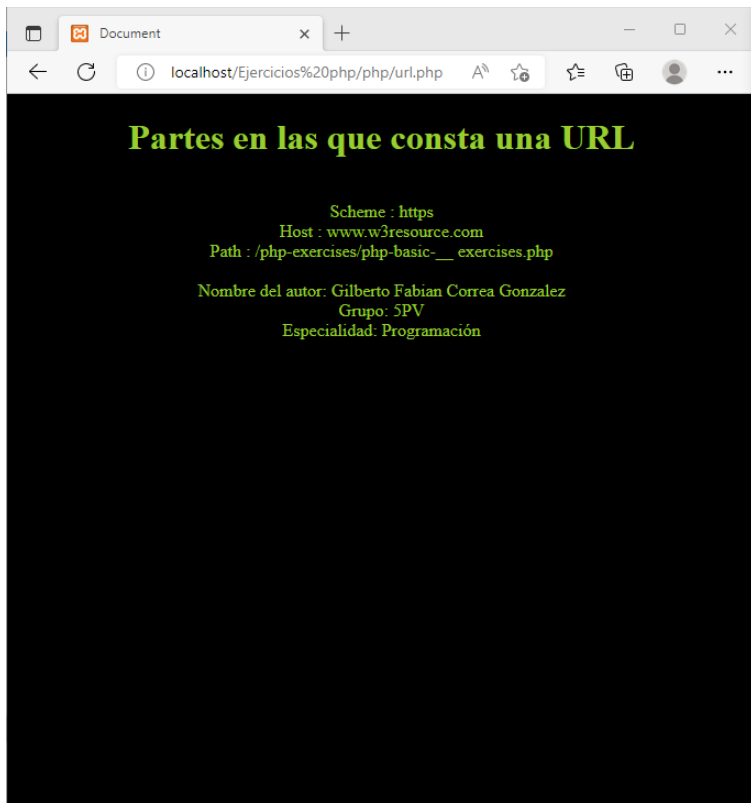 Document
localhost/Ejercicios%20php/php/url.php
Partes en las que consta una URL
Scheme : https
Host : www.w3resource.com
Path : /php-exercises/php-basic-__ exercises.php
Nombre del autor: Gilberto Fabian Correa Gonzalez
Grupo: 5PV
Especialidad: Programación